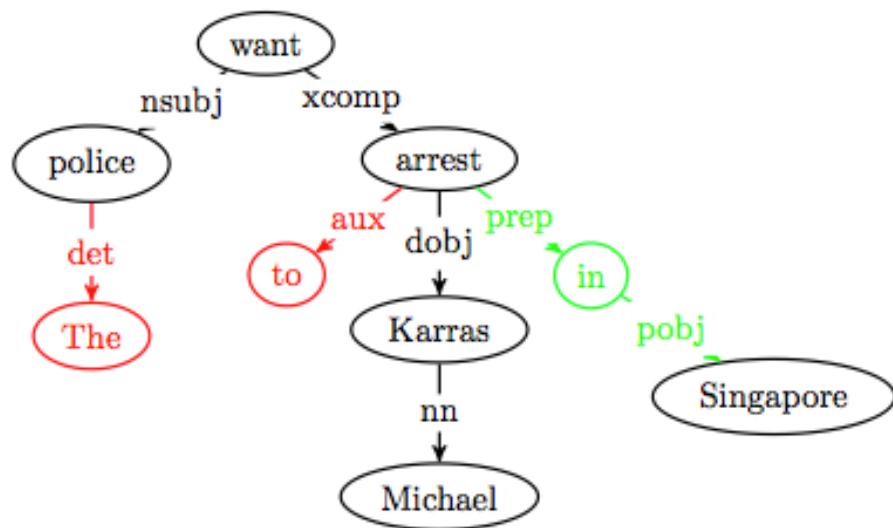 want
nsubj xcomp
police arrest
det aux dobj prep
The to in
Karras pobj
nn Singapore
Michael